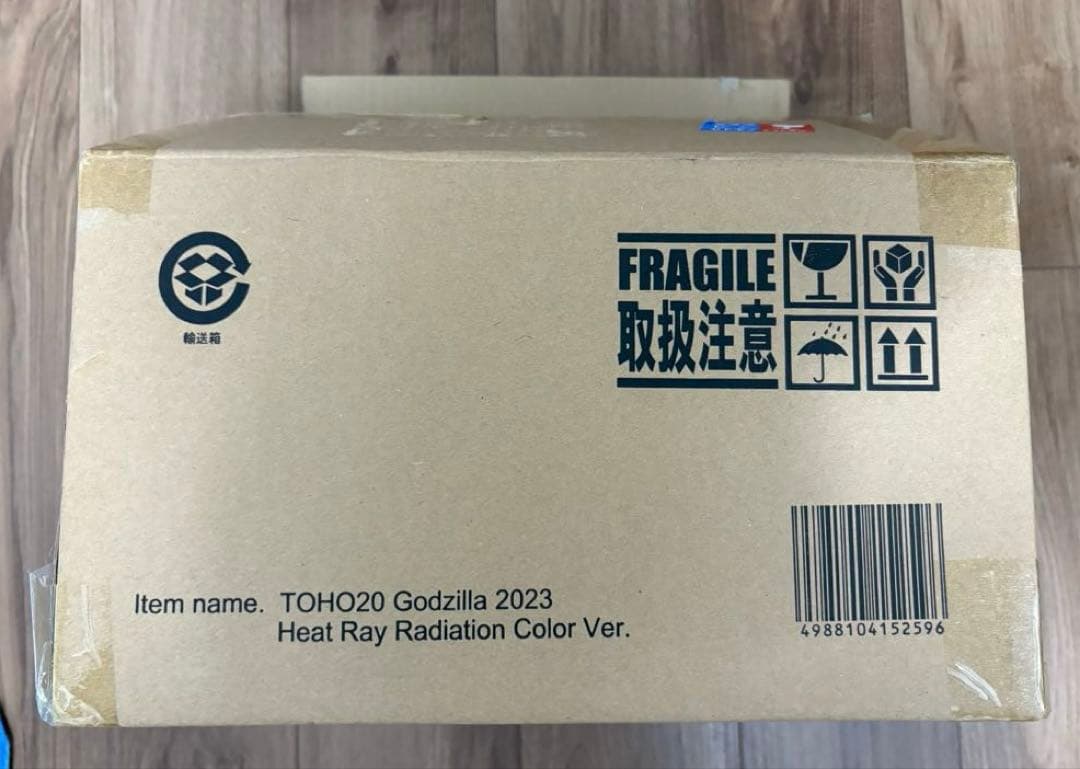 輸送箱
FRAGILE
取扱注意
Item name. TOHO20 Godzilla 2023
Heat Ray Radiation Color Ver.
4988104152596